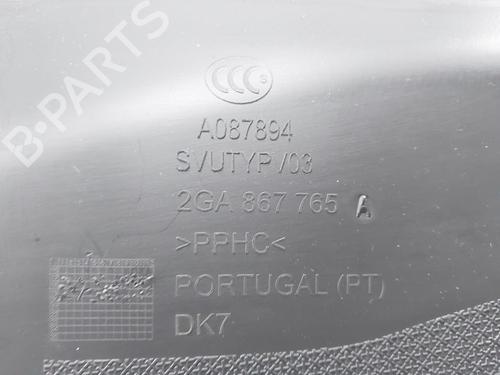 B-PARTS
CCC
A087894
S /UTYP /03
2GA 867 765 A
>PPHC<
PORTUGAL (PT)
DK7